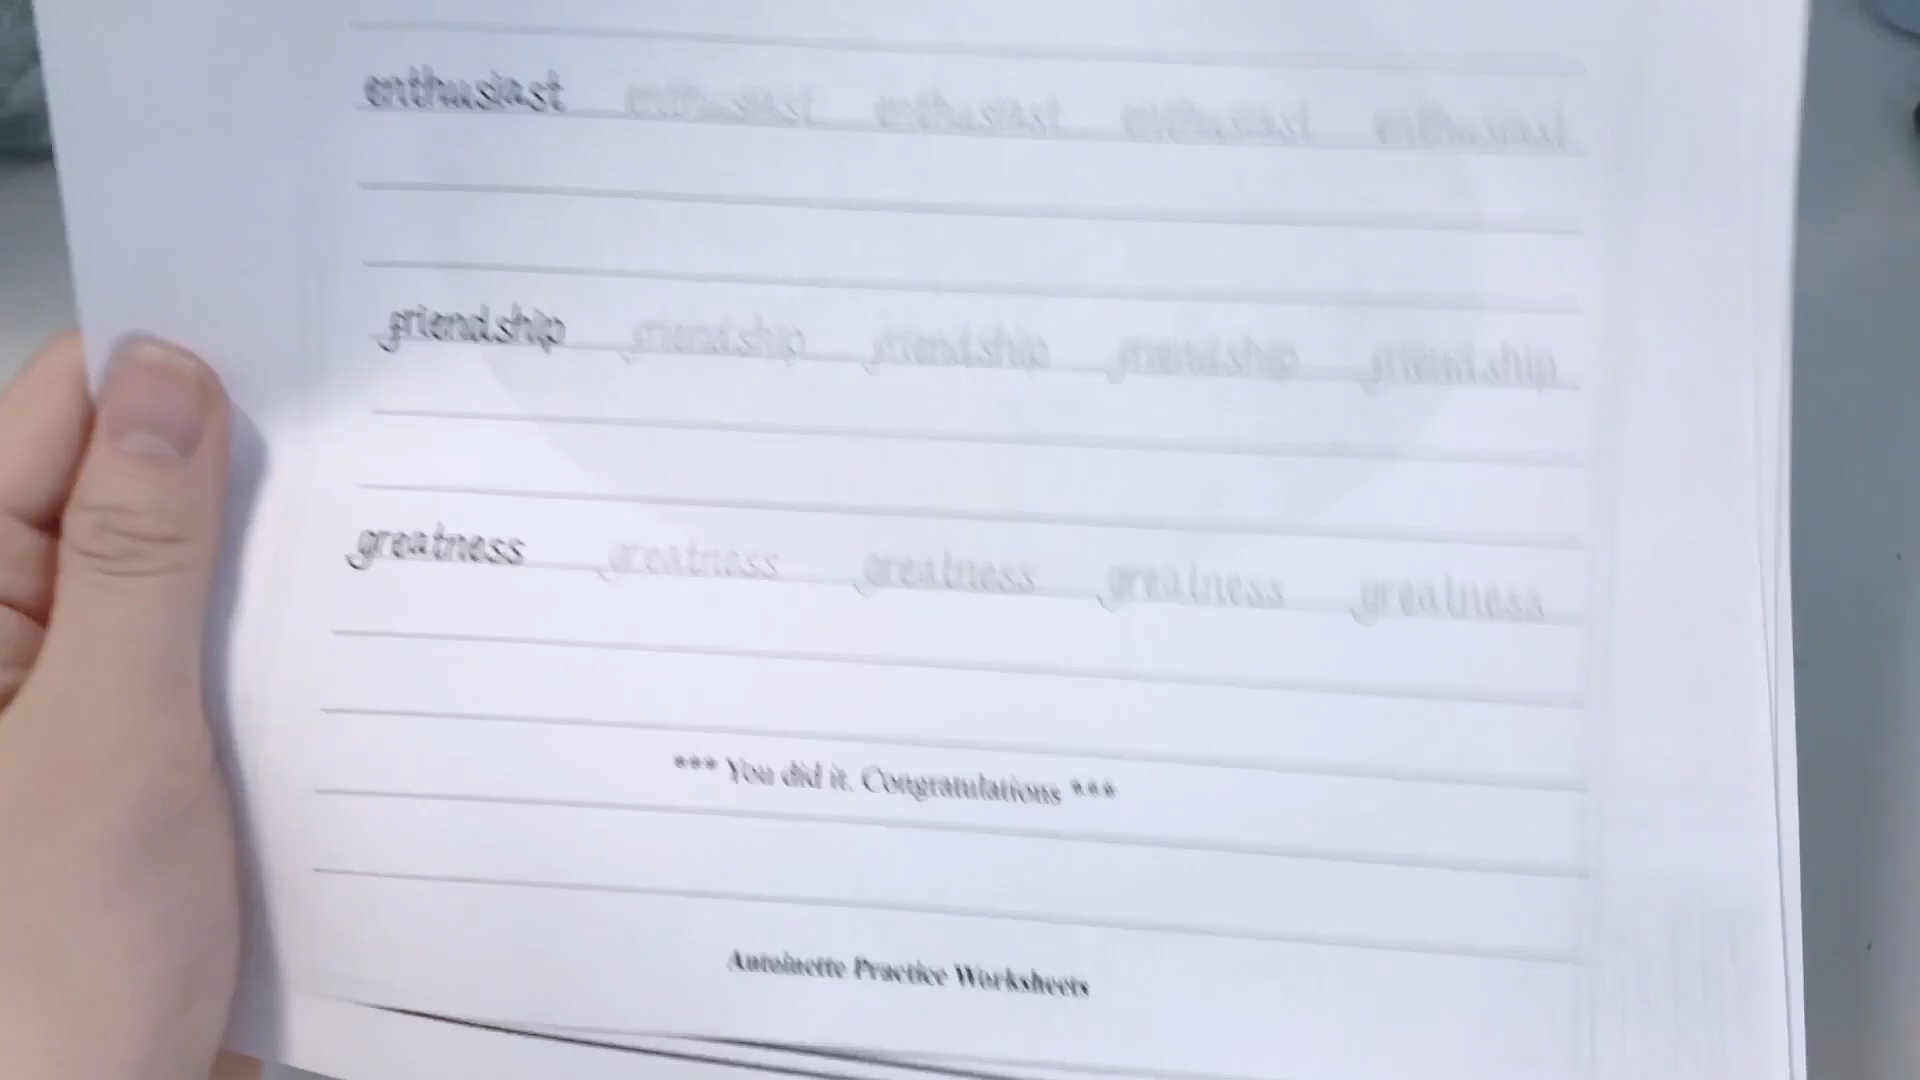 enthusiast enthusiast enthusiast enthusiast enthusiast
friendship friendship friendship friendship friendship
greatness greatness greatness greatness greatness
*** You did it. Congratulations ***
Antoinette Practice Worksheets